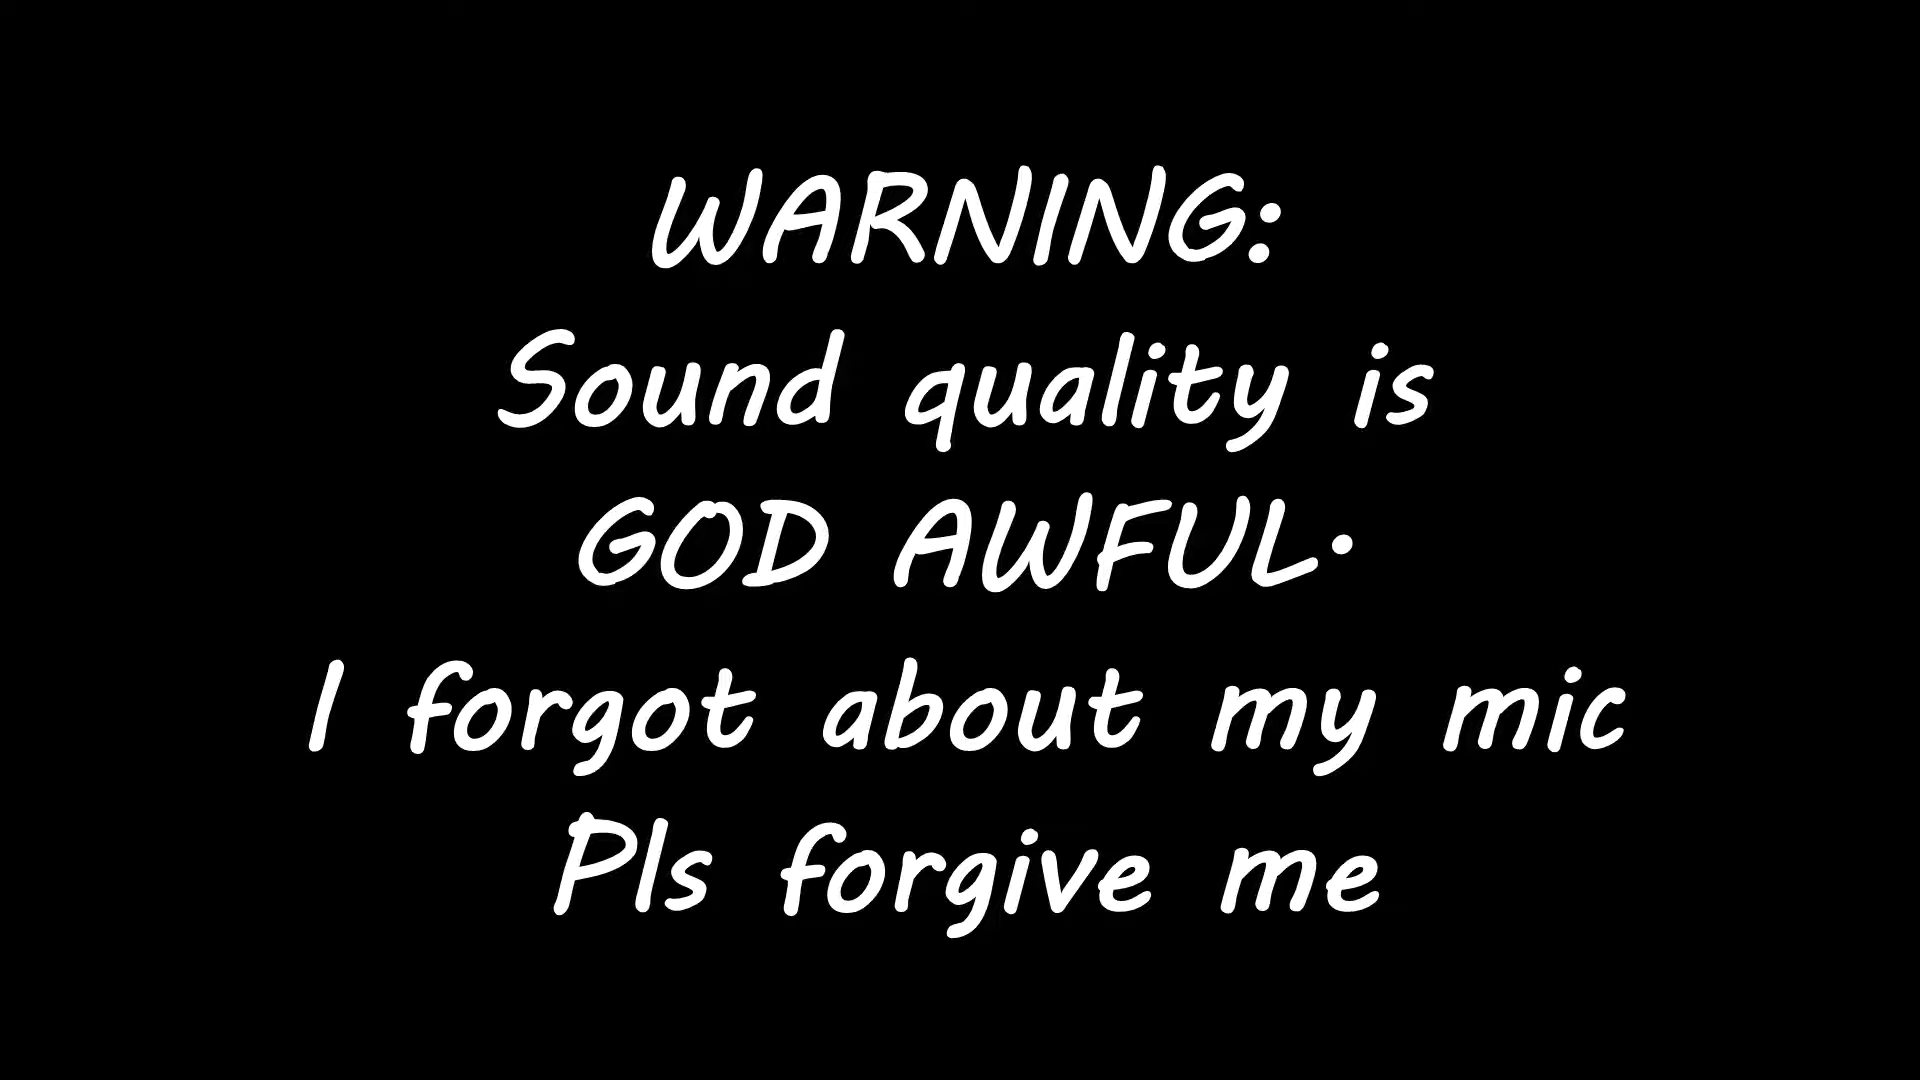 WARNING:
Sound quality is
GOD AWFUL.
I forgot about my mic
Pls forgive me